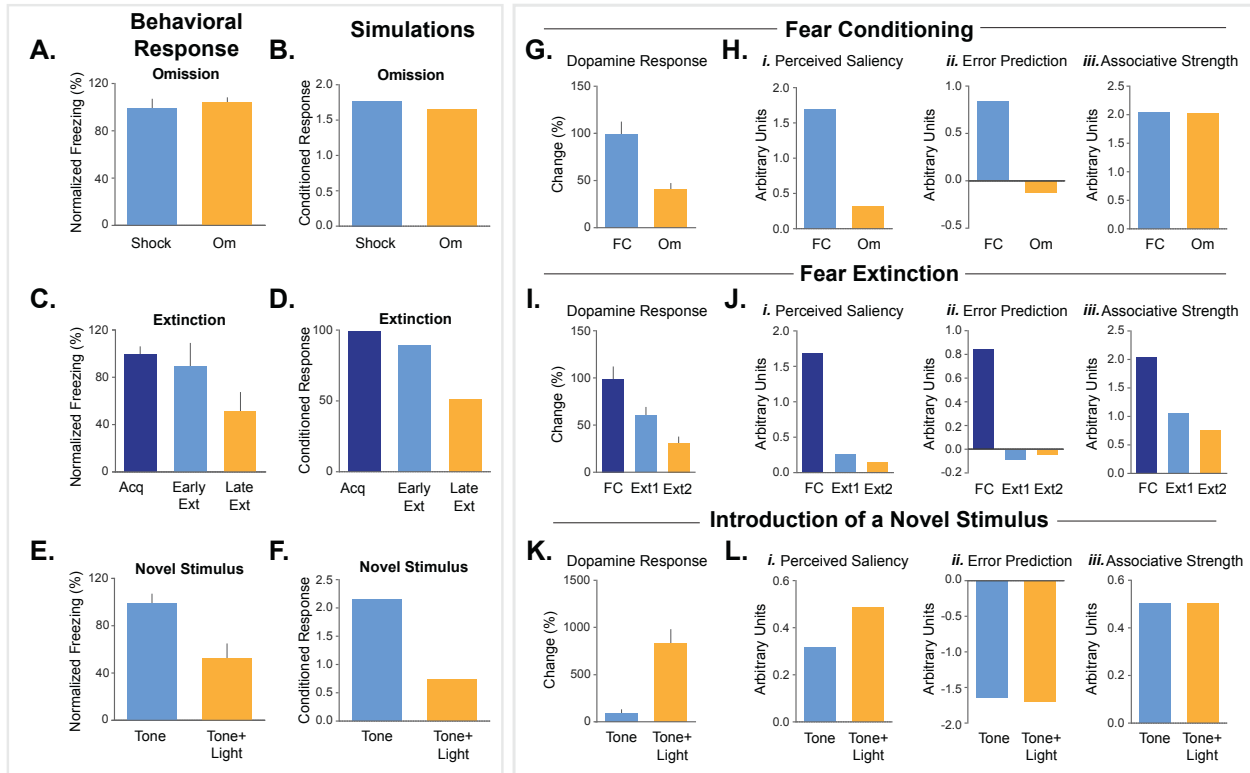 Behavioral
Response
Simulations
Fear Conditioning
A.
Omission
Normalized Freezing (%)
120
80
40
0
Shock Om
B.
Omission
Conditioned Response
2.0
1.5
1.0
0.5
0.0
Shock Om
G.
Dopamine Response
Change (%)
150
100
50
0
FC Om
H.
i. Perceived Saliency
Arbitrary Units
2.0
1.5
1.0
0.5
0.0
FC Om
ii. Error Prediction
Arbitrary Units
1.0
0.5
0.0
-0.5
FC Om
iii. Associative Strength
Arbitrary Units
2.5
2.0
1.5
1.0
0.5
0.0
FC Om
Fear Extinction
C.
Extinction
Normalized Freezing (%)
120
80
40
0
Acq Early Late
Ext Ext
D.
Extinction
Conditioned Response
100
50
0
Acq Early Late
Ext Ext
I.
Dopamine Response
Change (%)
150
100
50
0
FC Ext1 Ext2
J.
i. Perceived Saliency
Arbitrary Units
2.0
1.5
1.0
0.5
0.0
FC Ext1 Ext2
ii. Error Prediction
Arbitrary Units
1.0
0.8
0.6
0.4
0.2
0.0
-0.2
FC Ext1 Ext2
iii. Associative Strength
Arbitrary Units
2.5
2.0
1.5
1.0
0.5
0.0
FC Ext1 Ext2
Introduction of a Novel Stimulus
E.
Novel Stimulus
Normalized Freezing (%)
120
80
40
0
Tone Tone+
Light
F.
Novel Stimulus
Conditioned Response
2.5
2.0
1.5
1.0
0.5
0.0
Tone Tone+
Light
K.
Dopamine Response
Change (%)
1500
1000
500
0
Tone Tone+
Light
L.
i. Perceived Saliency
Arbitrary Units
0.6
0.4
0.2
0.0
Tone Tone+
Light
ii. Error Prediction
Arbitrary Units
0.0
-0.5
-1.0
-1.5
-2.0
Tone Tone+
Light
iii. Associative Strength
Arbitrary Units
0.6
0.4
0.2
0.0
Tone Tone+
Light